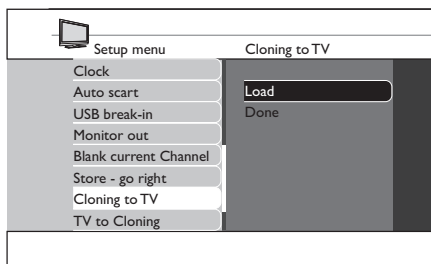 Setup menu
Cloning to TV
Clock
Auto scart
USB break-in
Monitor out
Blank current Channel
Store - go right
Cloning to TV
TV to Cloning
Load
Done